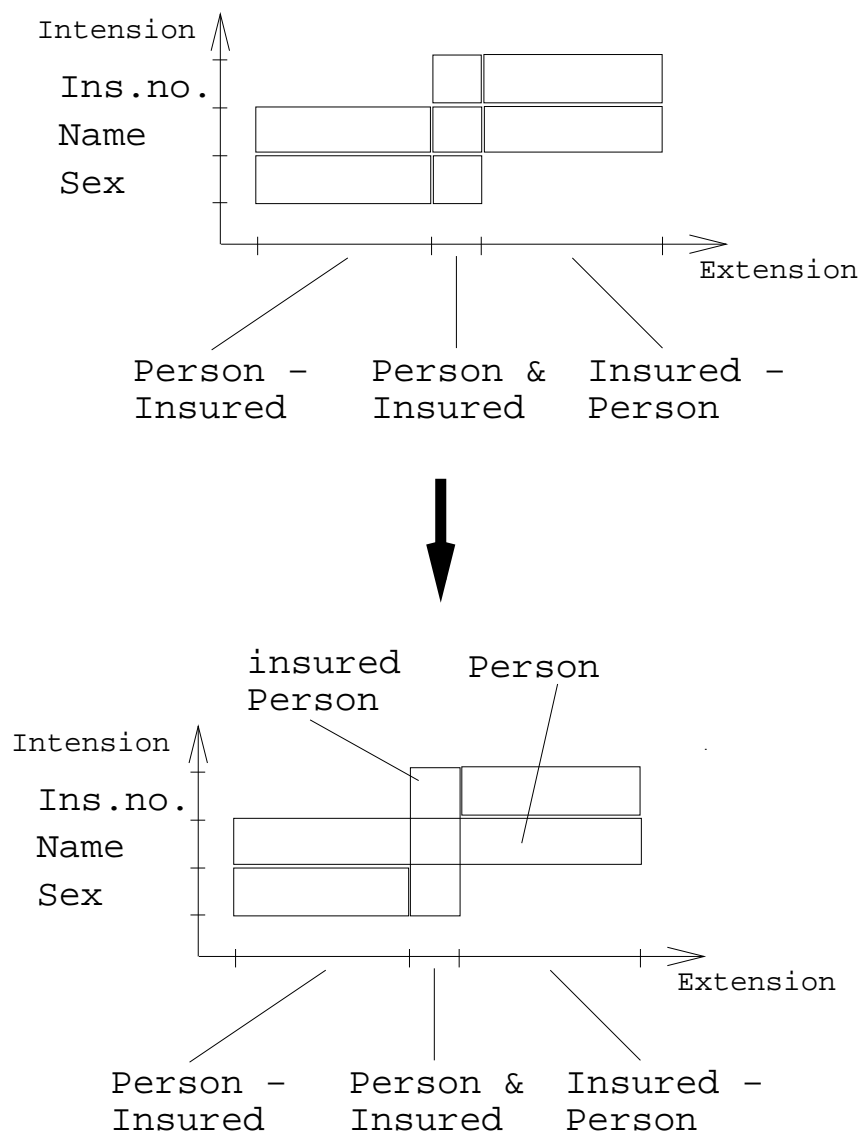 Intension
Ins.no.
Name
Sex
Extension
Person – Person & Insured –
Insured Insured Person
insured Person
Person
Intension
Ins.no.
Name
Sex
Extension
Person – Person & Insured –
Insured Insured Person